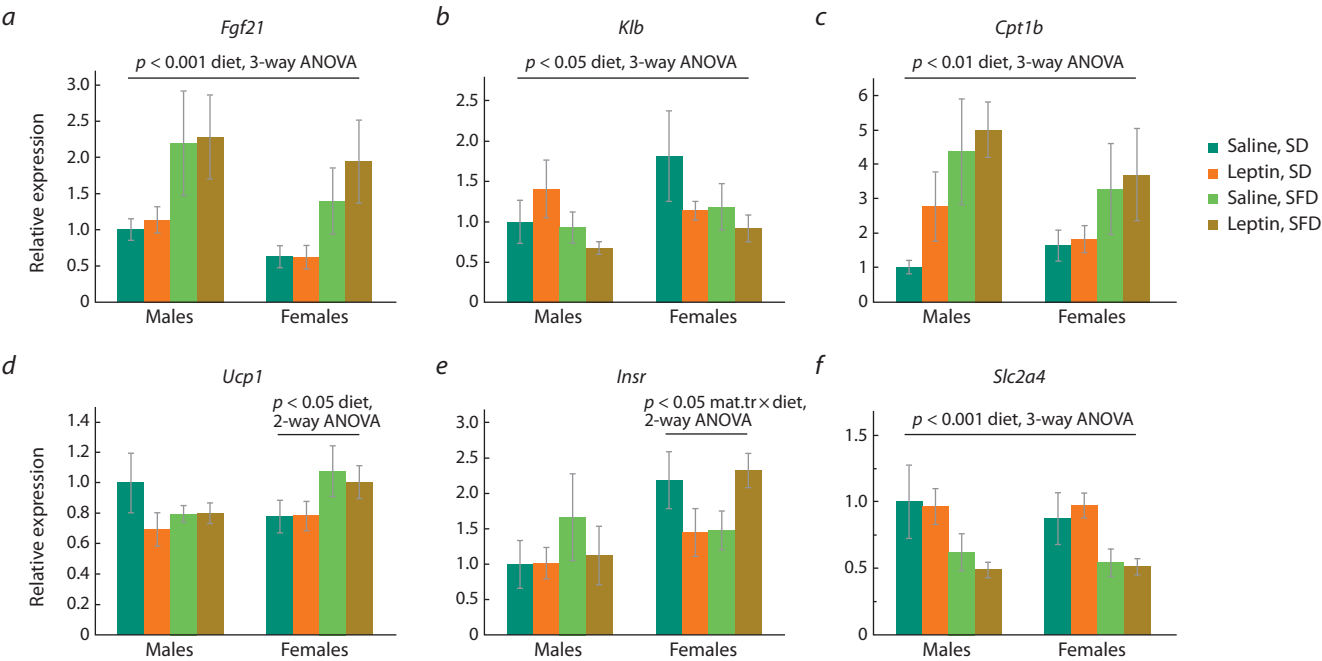 a
Fgf21
p < 0.001 diet, 3-way ANOVA
Relative expression
3.0
2.5
2.0
1.5
1.0
0.5
0
Males
Females
b
Klb
p < 0.05 diet, 3-way ANOVA
2.5
2.0
1.5
1.0
0.5
0
Males
Females
c
Cpt1b
p < 0.01 diet, 3-way ANOVA
6
5
4
3
2
1
0
Males
Females
Saline, SD
Leptin, SD
Saline, SFD
Leptin, SFD
d
Ucp1
p < 0.05 diet,
2-way ANOVA
Relative expression
1.4
1.2
1.0
0.8
0.6
0.4
0.2
0
Males
Females
e
Insr
p < 0.05 mat.tr × diet,
2-way ANOVA
3.0
2.5
2.0
1.5
1.0
0.5
0
Males
Females
f
Slc2a4
p < 0.001 diet, 3-way ANOVA
1.5
1.0
0.5
0
Males
Females